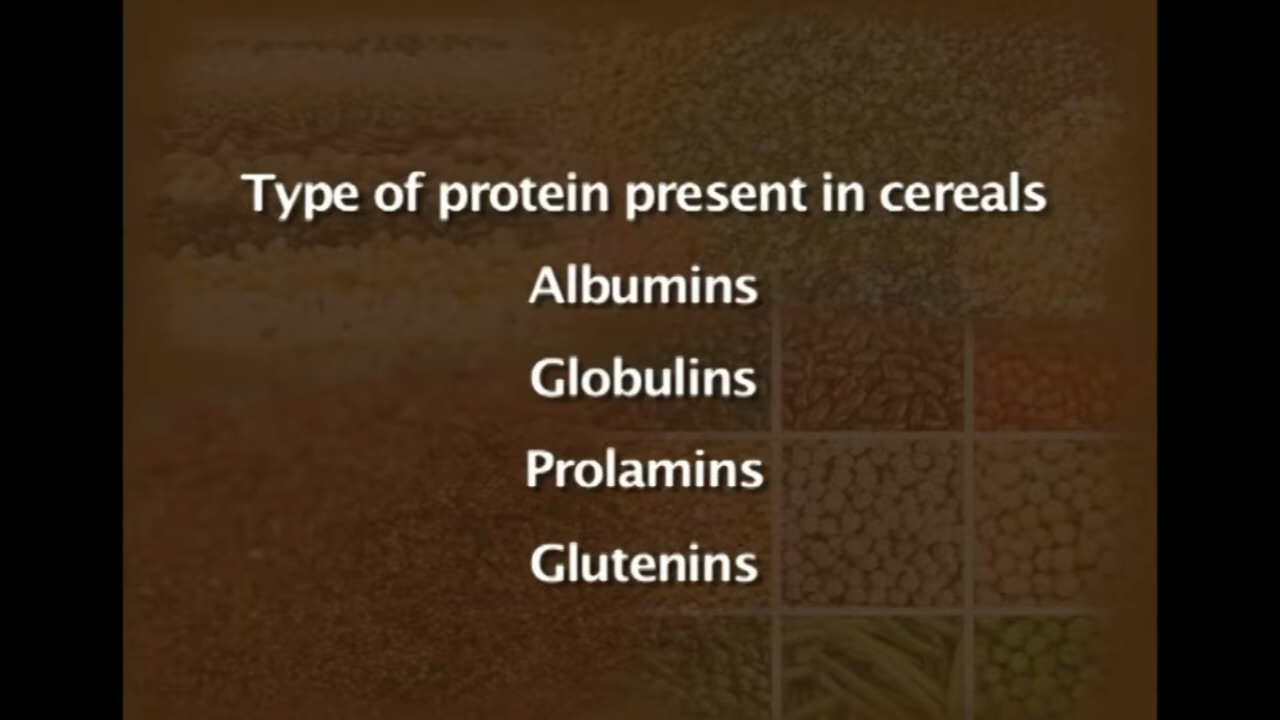 Type of protein present in cereals
Albumins
Globulins
Prolamins
Glutenins